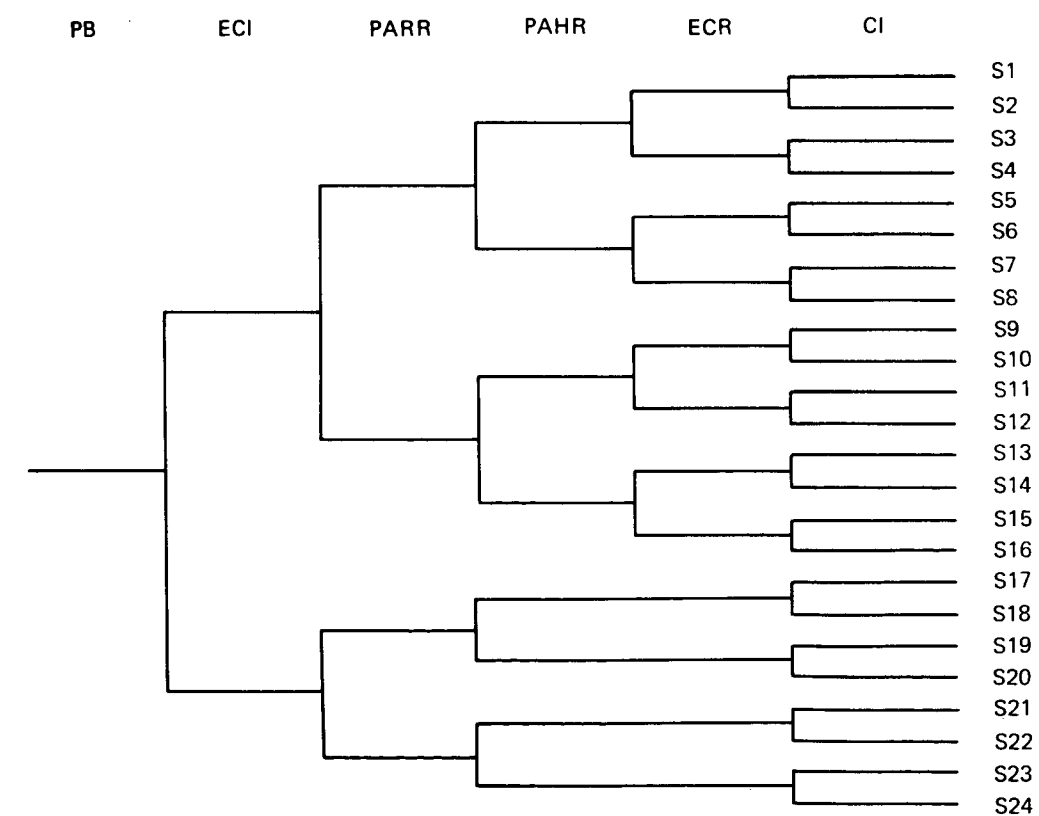 PB ECI PARR PAHR ECR CI
S1
S2
S3
S4
S5
S6
S7
S8
S9
S10
S11
S12
S13
S14
S15
S16
S17
S18
S19
S20
S21
S22
S23
S24